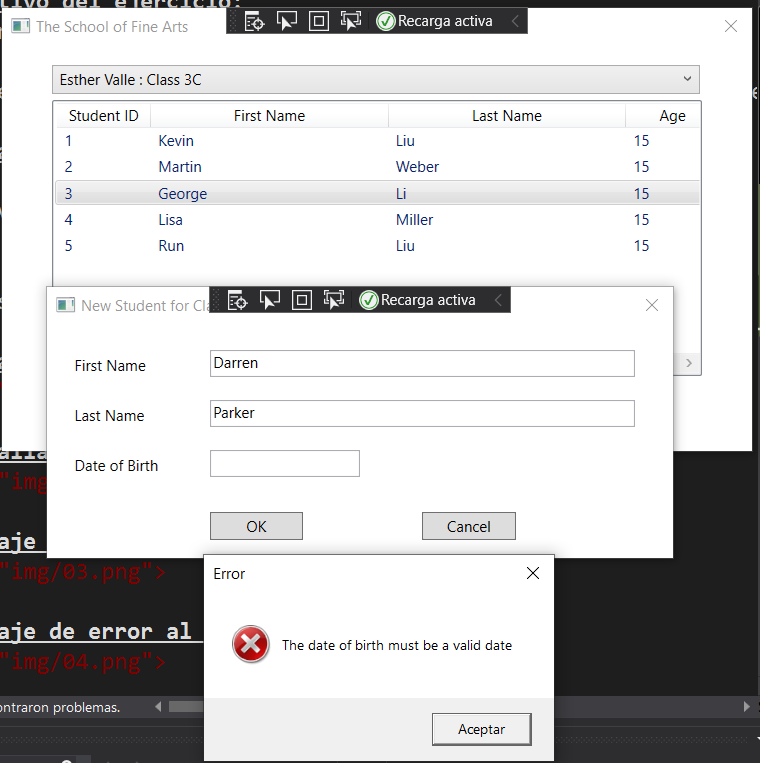 tivo del ejercicio:
The School of Fine Arts
Recarga activa
Esther Valle : Class 3C
Student ID First Name Last Name Age
1 Kevin Liu 15
2 Martin Weber 15
3 George Li 15
4 Lisa Miller 15
5 Run Liu 15
New Student for Cla
Recarga activa
First Name Darren
Last Name Parker
Date of Birth
OK Cancel
"img
aje
"img/03.png">
Error
aje de error al
The date of birth must be a valid date
"img/04.png">
ontraron problemas.
Aceptar